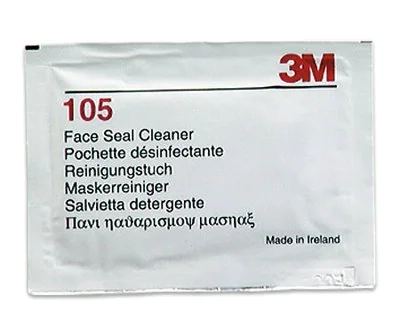 3M
105
Face Seal Cleaner
Pochette désinfectante
Reinigungstuch
Maskerreiniger
Salvietta detergente
Πανι ηαθαρισμοψ μασηαξ
Made in Ireland